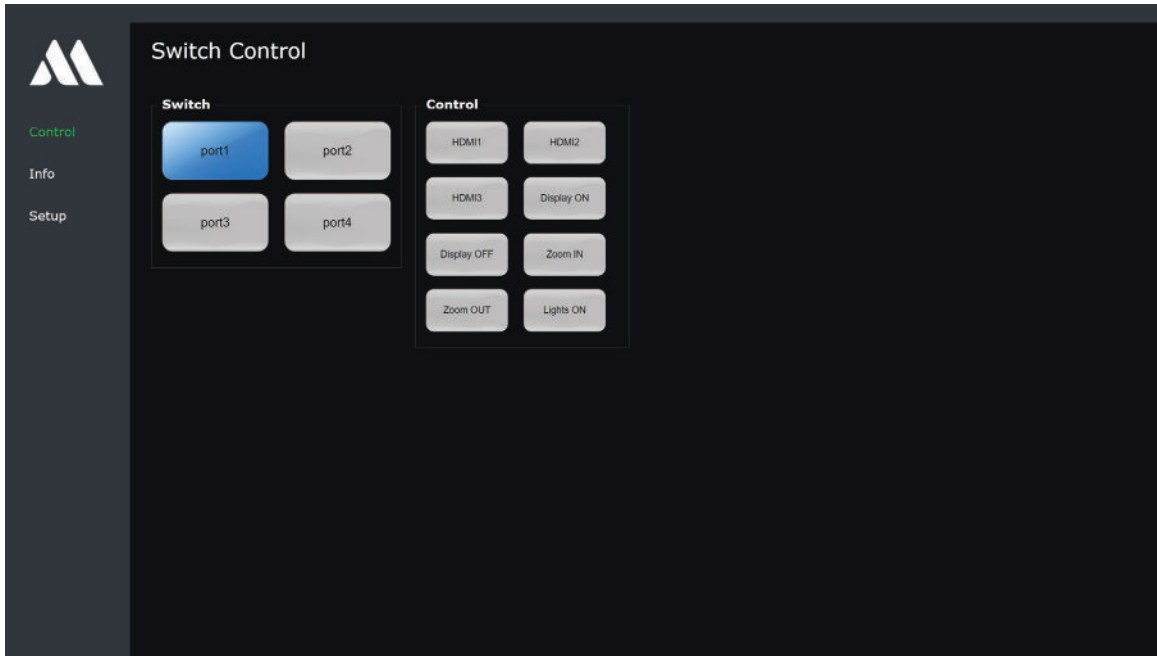 Switch Control
Control
Info
Setup
Switch
port1 port2
port3 port4
Control
HDMI1 HDMI2
HDMI3 Display ON
Display OFF Zoom IN
Zoom OUT Lights ON